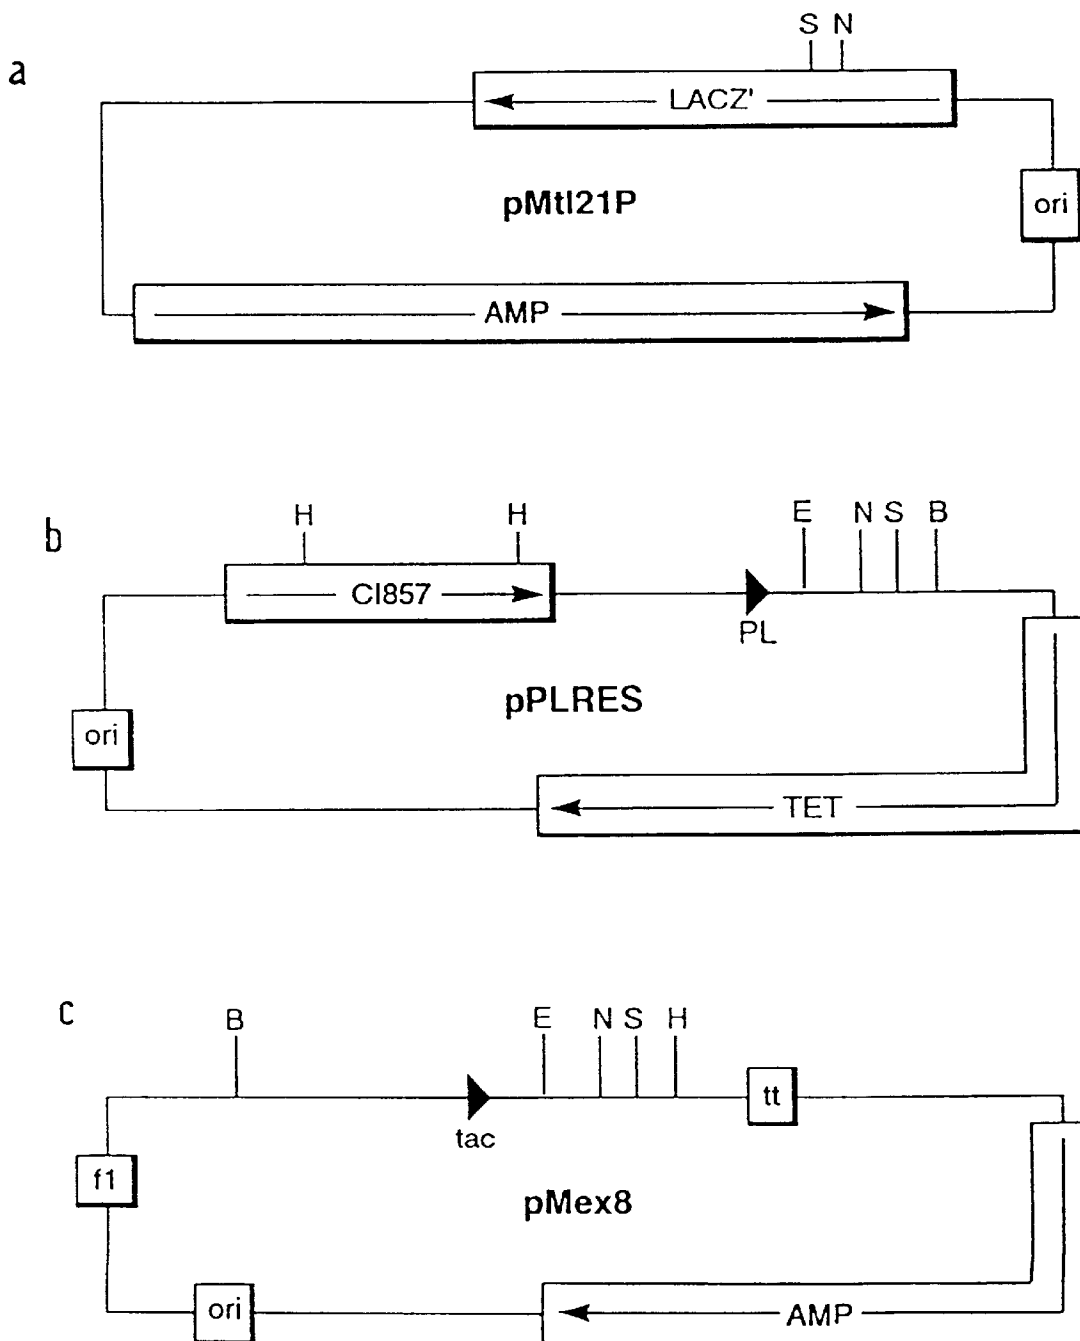 a
S N
LACZ'
pMtl21P
ori
AMP
b
H H E N S B
CI857
PL
pPLRES
ori
TET
c
B E N S H
tt
tac
f1
pMex8
ori
AMP